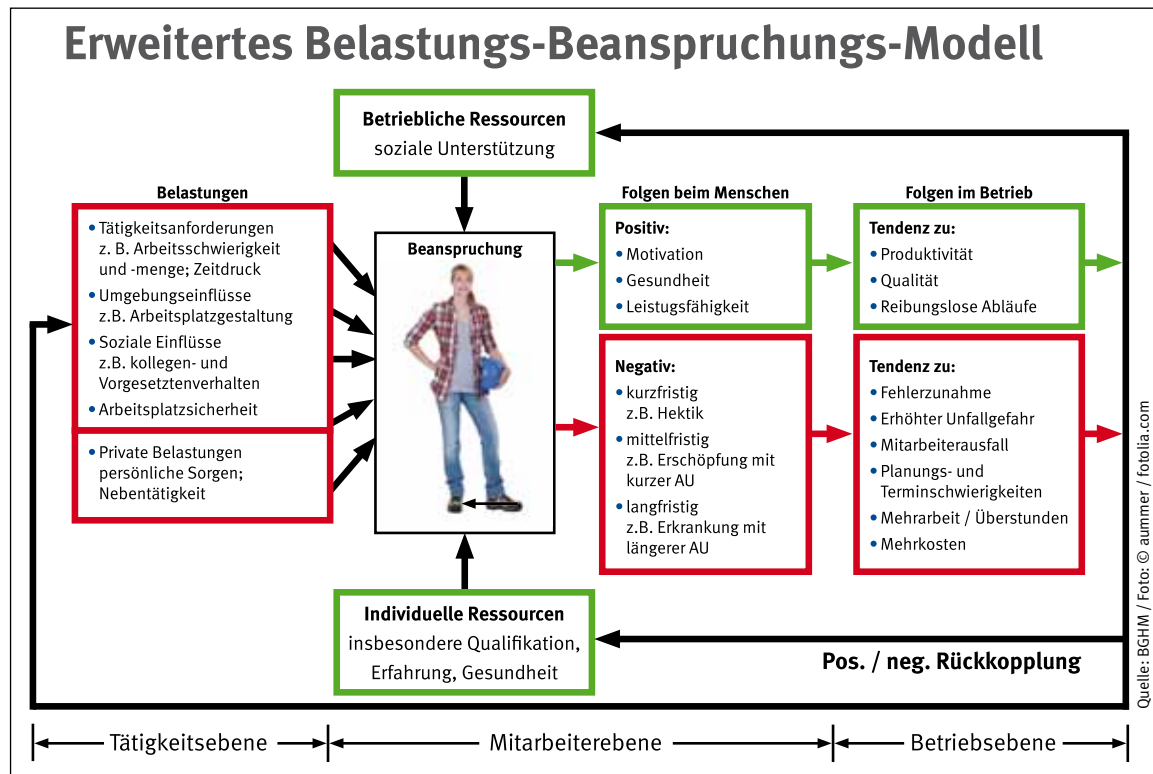 Erweitertes Belastungs-Beanspruchungs-Modell
Betriebliche Ressourcen
soziale Unterstützung
Belastungen
• Tätigkeitsanforderungen
z. B. Arbeitsschwierigkeit
und -menge; Zeitdruck
• Umgebungseinflüsse
z.B. Arbeitsplatzgestaltung
• Soziale Einflüsse
z.B. kollegen- und
Vorgesetztenverhalten
• Arbeitsplatzsicherheit
• Private Belastungen
persönliche Sorgen;
Nebentätigkeit
Beanspruchung
Folgen beim Menschen
Positiv:
• Motivation
• Gesundheit
• Leistugsfähigkeit
Negativ:
• kurzfristig
z.B. Hektik
• mittelfristig
z.B. Erschöpfung mit
kurzer AU
• langfristig
z.B. Erkrankung mit
längerer AU
Folgen im Betrieb
Tendenz zu:
• Produktivität
• Qualität
• Reibungslose Abläufe
Tendenz zu:
• Fehlerzunahme
• Erhöhter Unfallgefahr
• Mitarbeiterausfall
• Planungs- und
Terminschwierigkeiten
• Mehrarbeit / Überstunden
• Mehrkosten
Individuelle Ressourcen
insbesondere Qualifikation,
Erfahrung, Gesundheit
Pos. / neg. Rückkopplung
Tätigkeitsebene
Mitarbeiterebene
Betriebsebene
Quelle: BGHM / Foto: © aummer / fotolia.com